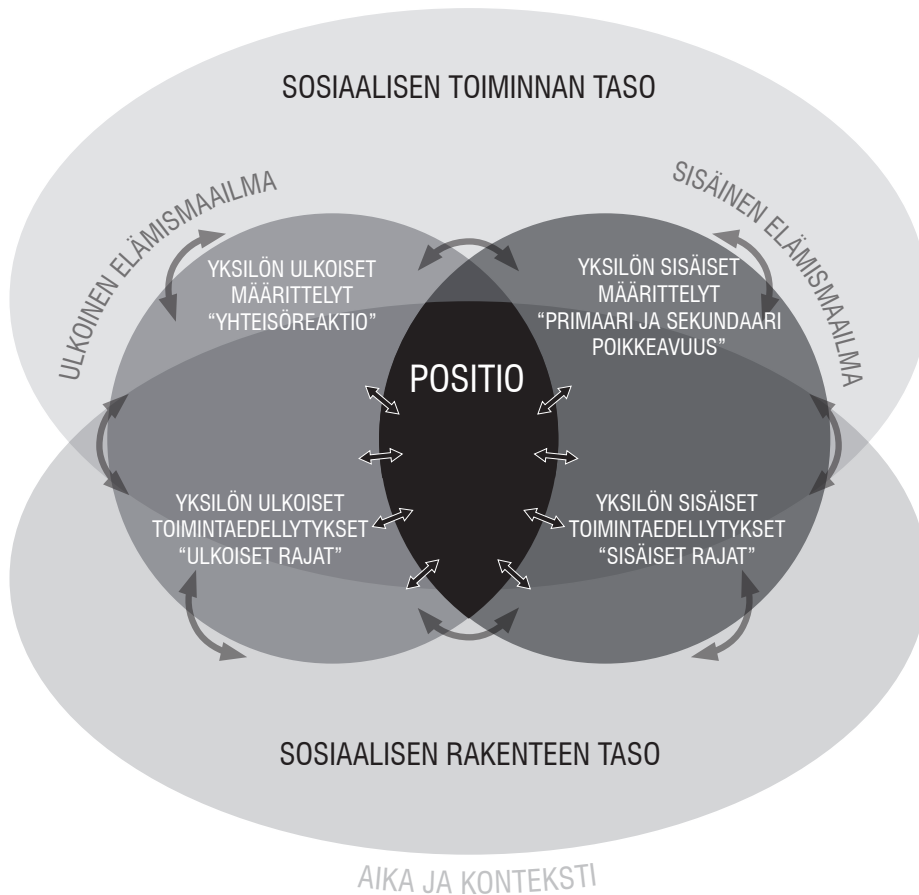 SOSIAALISEN TOIMINNAN TASO
ULKOINEN ELÄMISMAAILMA
SISÄINEN ELÄMISMAAILMA
YKSILÖN ULKOISET
MÄÄRITTELYT
“YHTEISÖREAKTIO”
YKSILÖN SISÄISET
MÄÄRITTELYT
“PRIMAARI JA SEKUNDAARI
POIKKEAVUUS”
POSITIO
YKSILÖN ULKOISET
TOIMINTAEDELLYTYKSET
“ULKOISET RAJAT”
YKSILÖN SISÄISET
TOIMINTAEDELLYTYKSET
“SISÄISET RAJAT”
SOSIAALISEN RAKENTEEN TASO
AIKA JA KONTEKSTI